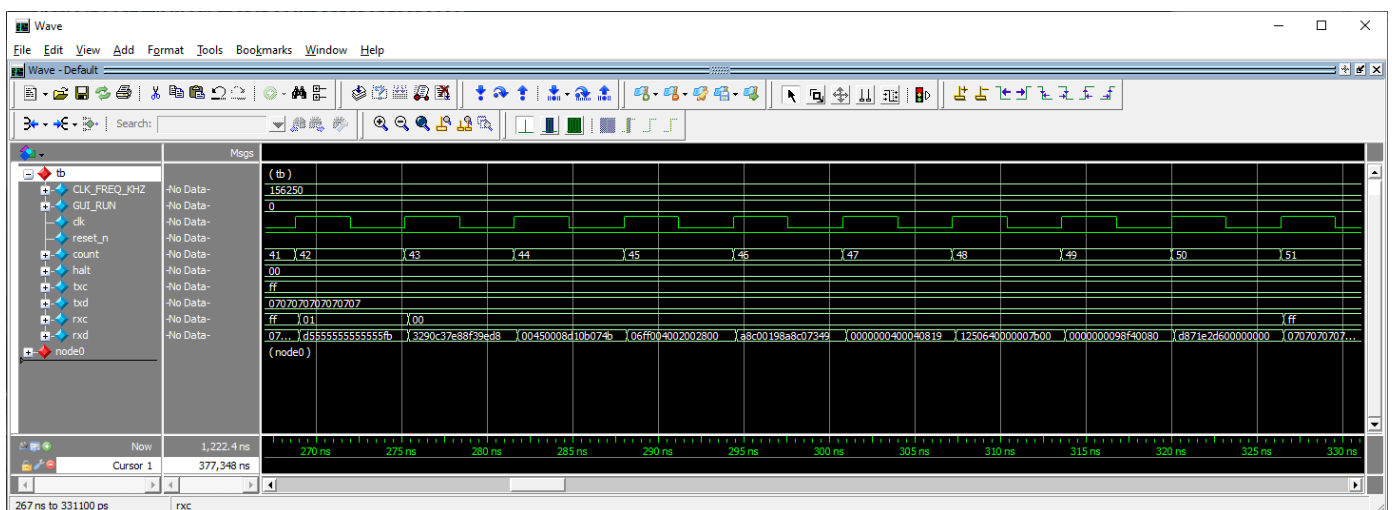 Wave
File Edit View Add Format Tools Bookmarks Window Help
Wave - Default
Search:
Msgs
tb (tb)
CLK_FREQ_KHZ -No Data- 156250
GUI_RUN -No Data- 0
clk -No Data-
reset_n -No Data-
count -No Data- 41 42 43 44 45 46 47 48 49 50 51
halt -No Data- 00
txc -No Data- ff
txd -No Data- 0707070707070707
rxc -No Data- ff 01 00 ff
rxd -No Data- 07... d5555555555555fb 3290c37e88f39ed8 00450008d10b074b 06ff004002002800 a8c00198a8c07349 0000000400040819 1250640000007b00 0000000098f40080 d871e2d600000000 0707070707...
node0 (node0)
Now 1,222.4 ns 270 ns 275 ns 280 ns 285 ns 290 ns 295 ns 300 ns 305 ns 310 ns 315 ns 320 ns 325 ns 330 ns
Cursor 1 377,348 ns
267 ns to 331100 ps rxc